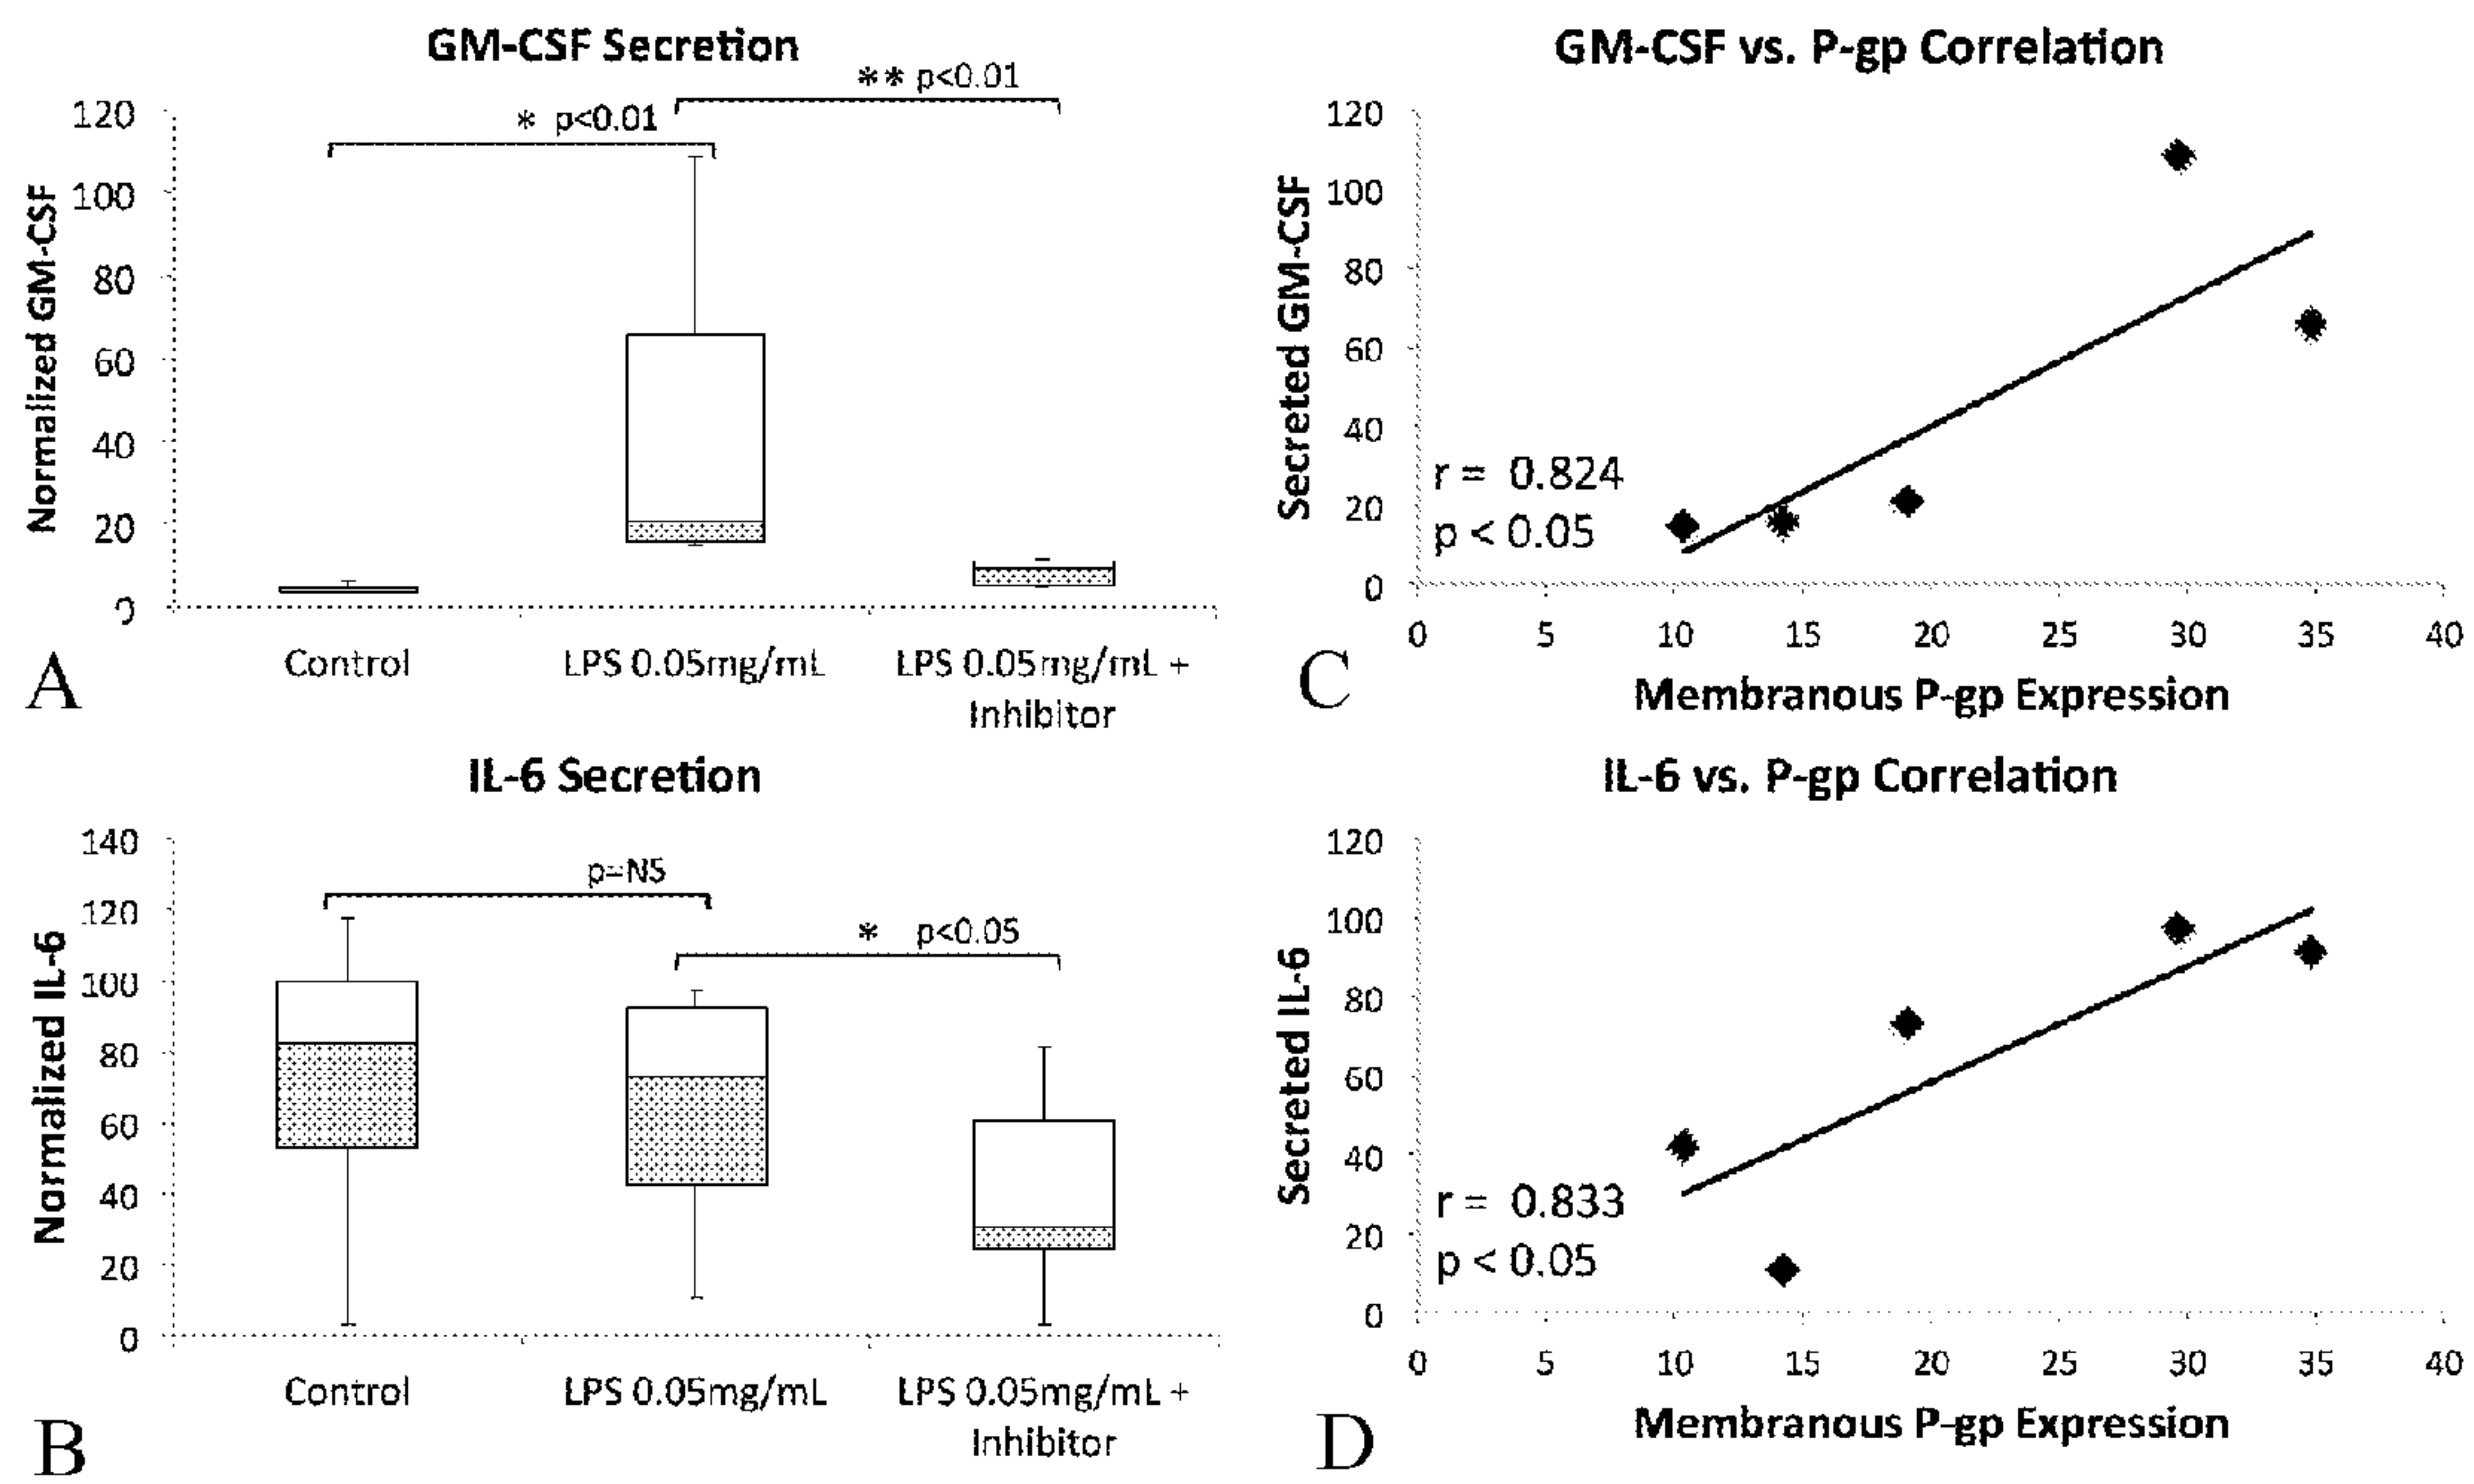 GM-CSF Secretion
** p<0.01
* p<0.01
Normalized GM-CSF
120
100
80
60
40
20
0
Control
LPS 0.05mg/mL
LPS 0.05mg/mL +
Inhibitor
A
GM-CSF vs. P-gp Correlation
Secreted GM-CSF
120
100
80
60
40
20
0
r = 0.824
p < 0.05
0 5 10 15 20 25 30 35 40
Membranous P-gp Expression
C
IL-6 Secretion
p=NS
* p<0.05
Normalized IL-6
140
120
100
80
60
40
20
0
Control
LPS 0.05mg/mL
LPS 0.05mg/mL +
Inhibitor
B
IL-6 vs. P-gp Correlation
Secreted IL-6
120
100
80
60
40
20
0
r = 0.833
p < 0.05
0 5 10 15 20 25 30 35 40
Membranous P-gp Expression
D